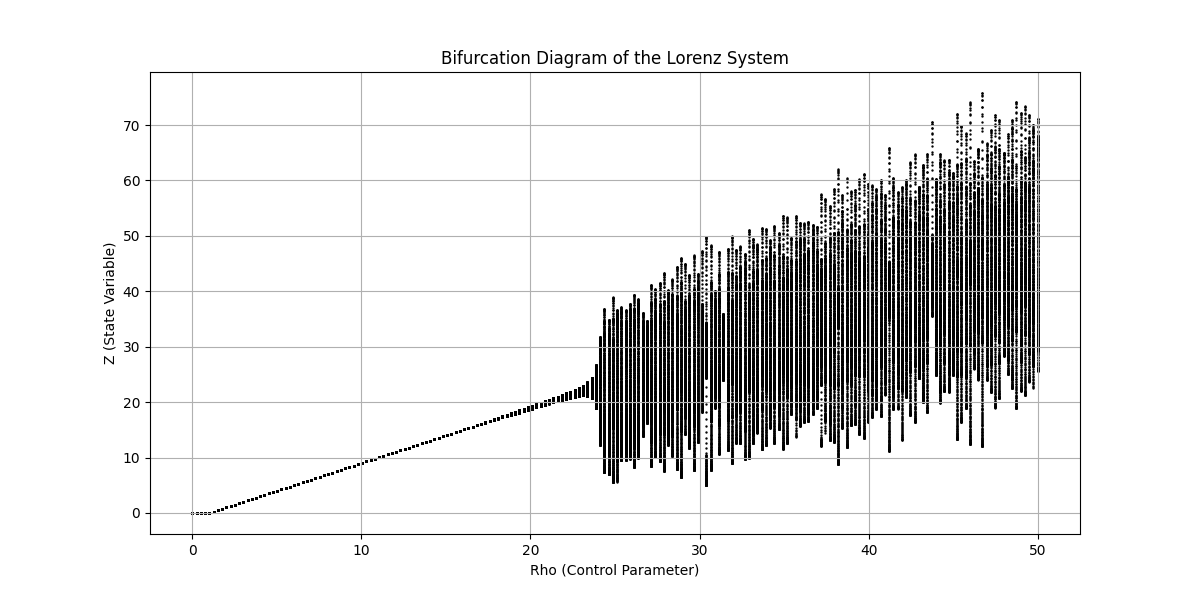 Bifurcation Diagram of the Lorenz System
70
60
50
40
30
20
10
0
Z (State Variable)
0 10 20 30 40 50
Rho (Control Parameter)